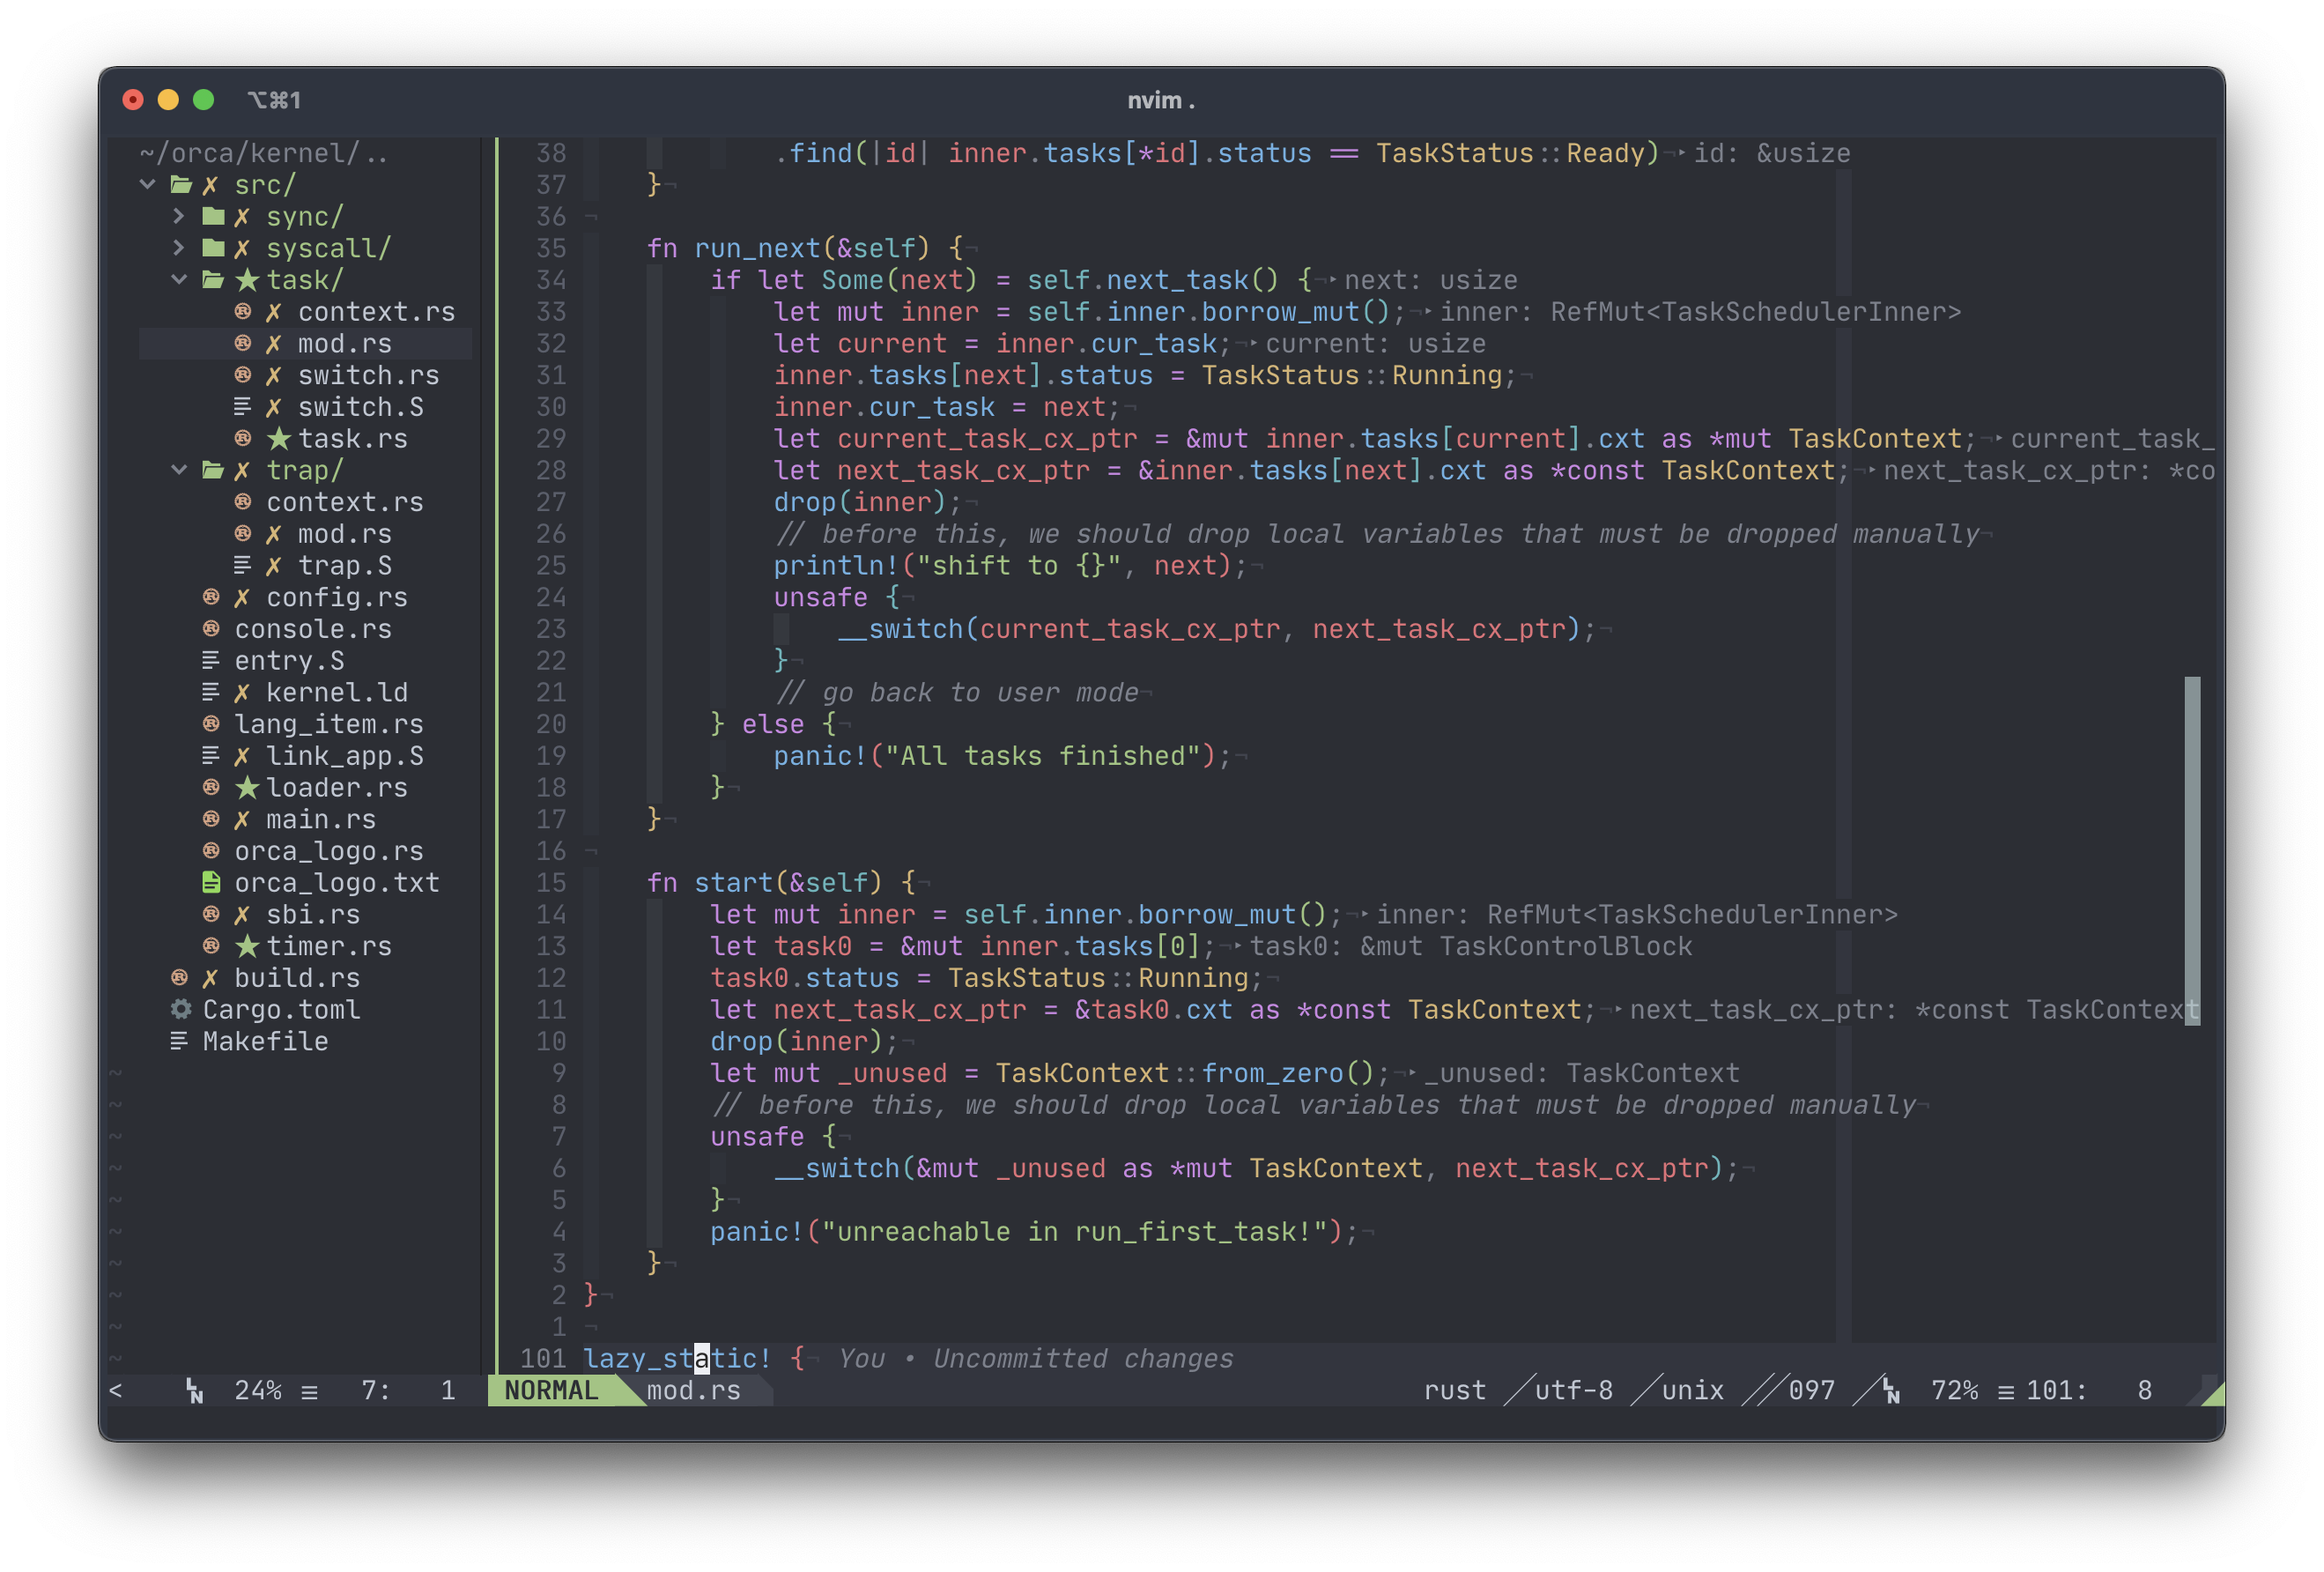 ⌥⌘1
nvim .
~/orca/kernel/..
src/
sync/
syscall/
task/
context.rs
mod.rs
switch.rs
switch.S
task.rs
trap/
context.rs
mod.rs
trap.S
config.rs
console.rs
entry.S
kernel.ld
lang_item.rs
link_app.S
loader.rs
main.rs
orca_logo.rs
orca_logo.txt
sbi.rs
timer.rs
build.rs
Cargo.toml
Makefile
38 .find(|id| inner.tasks[*id].status == TaskStatus::Ready)¬‣id: &usize
37 }¬
36 ¬
35 fn run_next(&self) {¬
34 if let Some(next) = self.next_task() {¬‣next: usize
33 let mut inner = self.inner.borrow_mut();¬‣inner: RefMut<TaskSchedulerInner>
32 let current = inner.cur_task;¬‣current: usize
31 inner.tasks[next].status = TaskStatus::Running;¬
30 inner.cur_task = next;¬
29 let current_task_cx_ptr = &mut inner.tasks[current].cxt as *mut TaskContext;¬‣current_task_
28 let next_task_cx_ptr = &inner.tasks[next].cxt as *const TaskContext;¬‣next_task_cx_ptr: *co
27 drop(inner);¬
26 // before this, we should drop local variables that must be dropped manually¬
25 println!("shift to {}", next);¬
24 unsafe {¬
23 __switch(current_task_cx_ptr, next_task_cx_ptr);¬
22 }¬
21 // go back to user mode¬
20 } else {¬
19 panic!("All tasks finished");¬
18 }¬
17 }¬
16 ¬
15 fn start(&self) {¬
14 let mut inner = self.inner.borrow_mut();¬‣inner: RefMut<TaskSchedulerInner>
13 let task0 = &mut inner.tasks[0];¬‣task0: &mut TaskControlBlock
12 task0.status = TaskStatus::Running;¬
11 let next_task_cx_ptr = &task0.cxt as *const TaskContext;¬‣next_task_cx_ptr: *const TaskContext
10 drop(inner);¬
9 let mut _unused = TaskContext::from_zero();¬‣_unused: TaskContext
8 // before this, we should drop local variables that must be dropped manually¬
7 unsafe {¬
6 __switch(&mut _unused as *mut TaskContext, next_task_cx_ptr);¬
5 }¬
4 panic!("unreachable in run_first_task!");¬
3 }¬
2 }¬
1 ¬
101 lazy_static! {¬ You • Uncommitted changes
< LN 24% ≡ 7: 1 NORMAL mod.rs rust utf-8 unix 097 LN 72% ≡ 101: 8